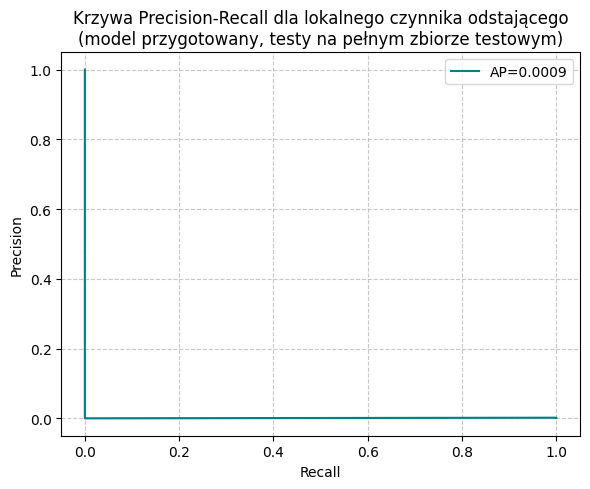 Krzywa Precision-Recall dla lokalnego czynnika odstającego
(model przygotowany, testy na pełnym zbiorze testowym)
AP=0.0009
1.0
0.8
0.6
0.4
0.2
0.0
Precision
0.0 0.2 0.4 0.6 0.8 1.0
Recall